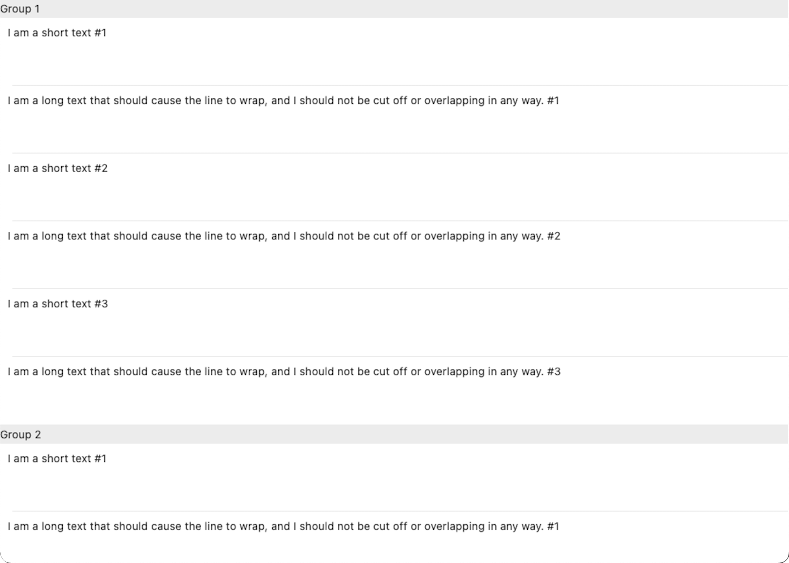 Group 1
I am a short text #1
I am a long text that should cause the line to wrap, and I should not be cut off or overlapping in any way. #1
I am a short text #2
I am a long text that should cause the line to wrap, and I should not be cut off or overlapping in any way. #2
I am a short text #3
I am a long text that should cause the line to wrap, and I should not be cut off or overlapping in any way. #3
Group 2
I am a short text #1
I am a long text that should cause the line to wrap, and I should not be cut off or overlapping in any way. #1